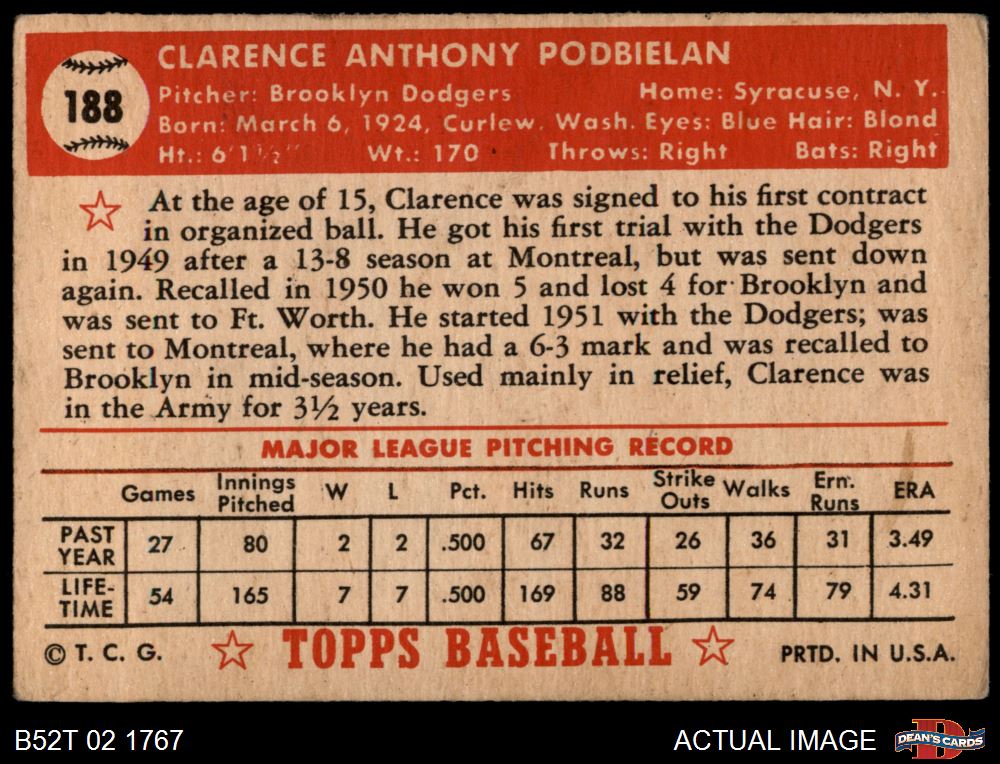 188
CLARENCE ANTHONY PODBIELAN
Pitcher: Brooklyn Dodgers Home: Syracuse, N. Y.
Born: March 6, 1924, Curlew, Wash. Eyes: Blue Hair: Blond
Ht.: 6'1½" Wt.: 170 Throws: Right Bats: Right
At the age of 15, Clarence was signed to his first contract
in organized ball. He got his first trial with the Dodgers
in 1949 after a 13-8 season at Montreal, but was sent down
again. Recalled in 1950 he won 5 and lost 4 for Brooklyn and
was sent to Ft. Worth. He started 1951 with the Dodgers; was
sent to Montreal, where he had a 6-3 mark and was recalled to
Brooklyn in mid-season. Used mainly in relief, Clarence was
in the Army for 3½ years.
MAJOR LEAGUE PITCHING RECORD
Games Innings Pitched W L Pct. Hits Runs Strike Outs Walks Ern. Runs ERA
PAST YEAR 27 80 2 2 .500 67 32 26 36 31 3.49
LIFE-TIME 54 165 7 7 .500 169 88 59 74 79 4.31
© T. C. G. TOPPS BASEBALL PRTD. IN U.S.A.
B52T 02 1767 ACTUAL IMAGE D DEAN'S CARDS